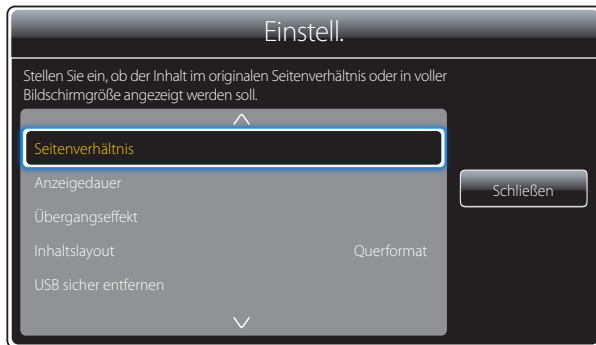 Einstell.
Stellen Sie ein, ob der Inhalt im originalen Seitenverhältnis oder in voller
Bildschirmgröße angezeigt werden soll.
Seitenverhältnis
Anzeigedauer
Schließen
Übergangseffekt
Inhaltslayout Querformat
USB sicher entfernen